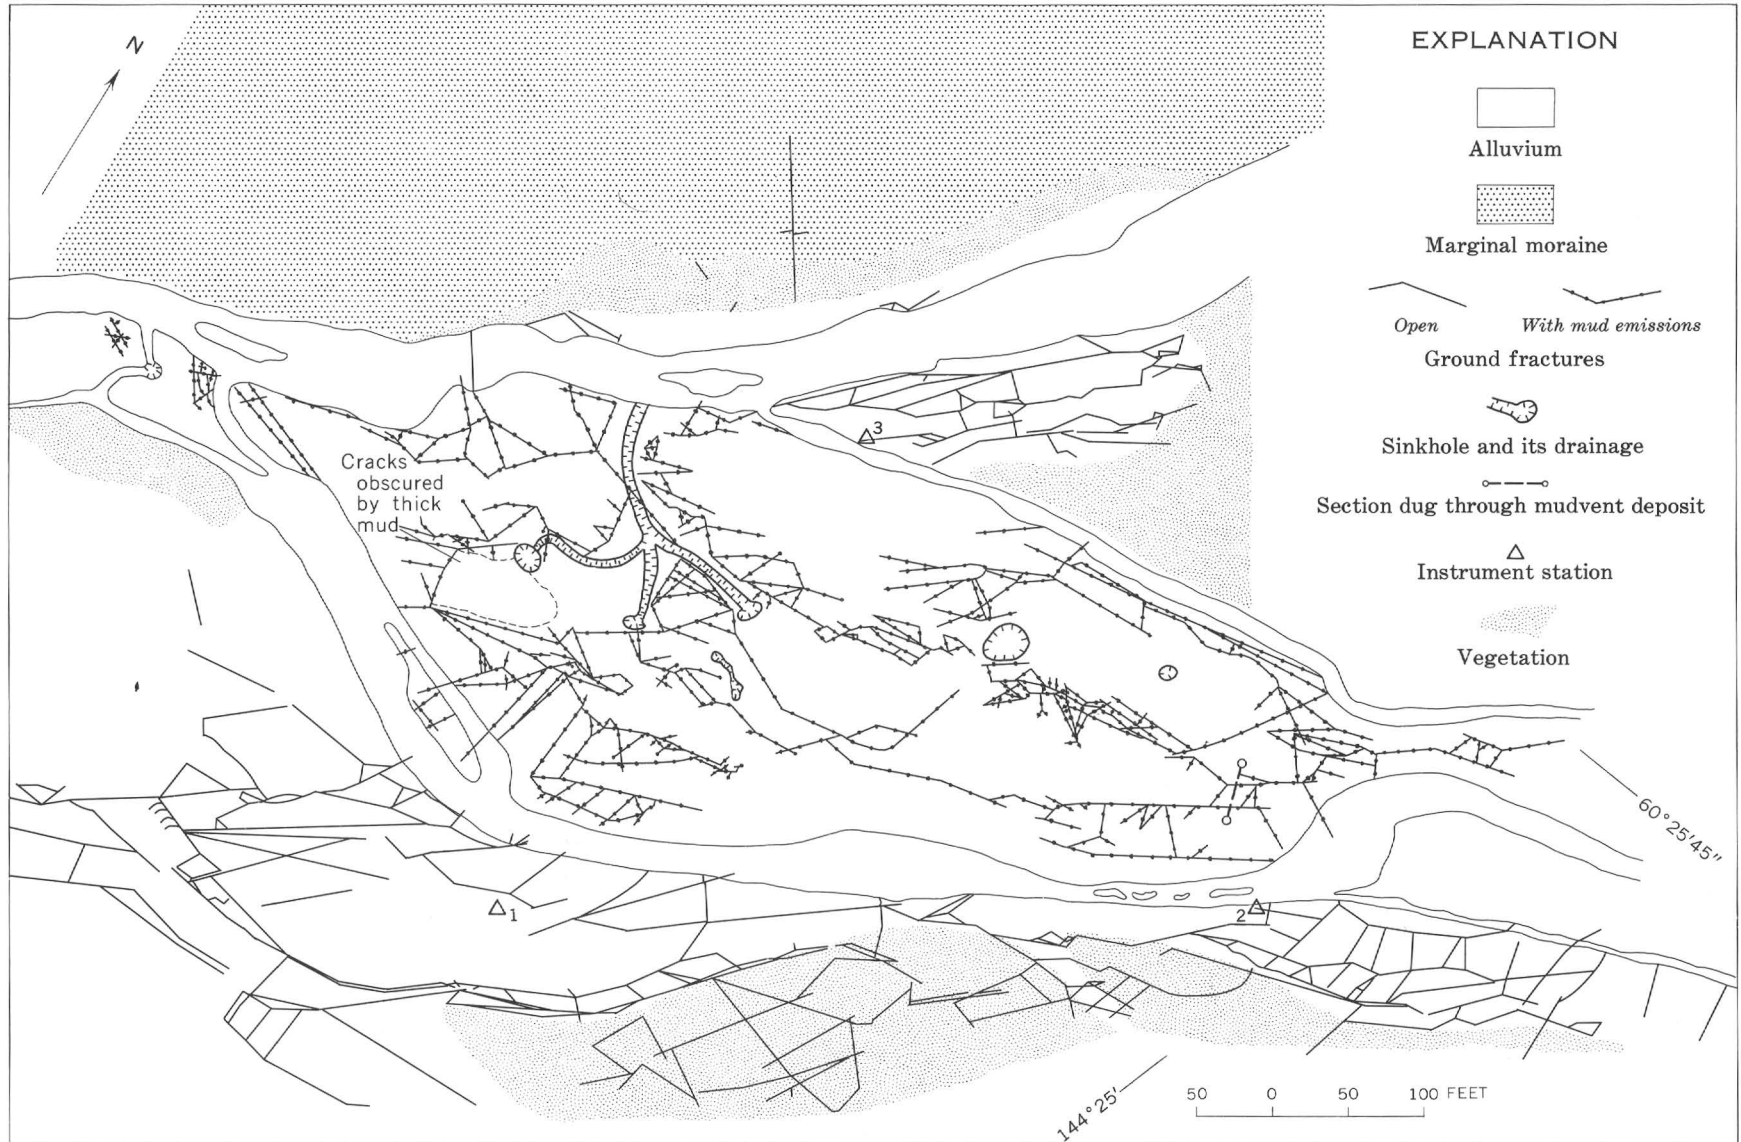 N
EXPLANATION
Alluvium
Marginal moraine
Open
With mud emissions
Ground fractures
Sinkhole and its drainage
Section dug through mudvent deposit
Instrument station
Vegetation
Cracks
obscured
by thick
mud
3
1
2
60°25'45"
144°25'
50 0 50 100 FEET